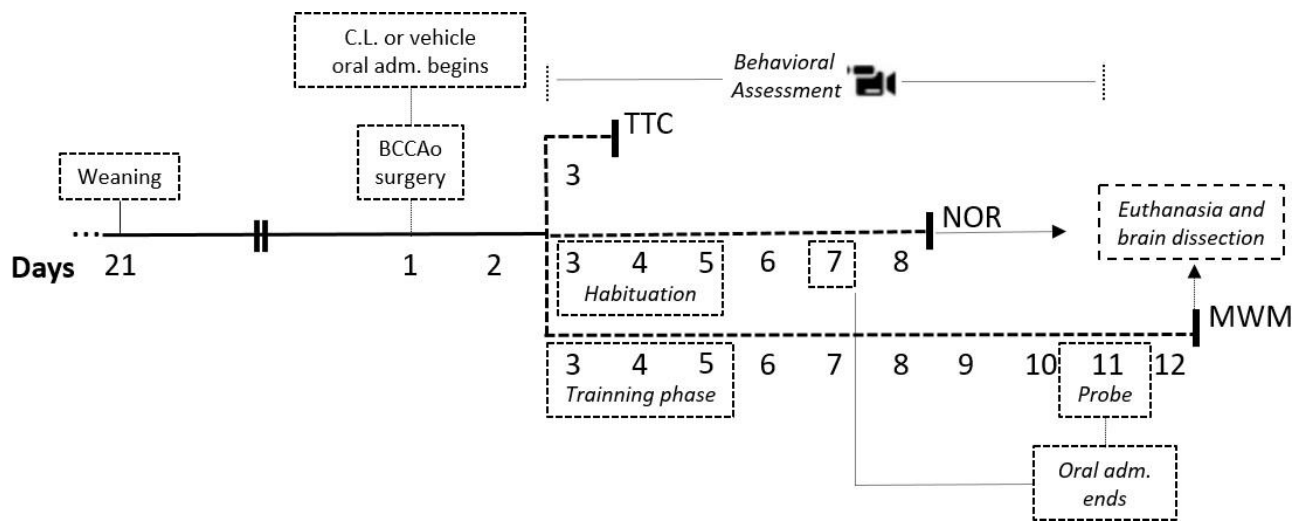 C.L. or vehicle
oral adm. begins
Behavioral
Assessment
TTC
BCCAo
surgery
Weaning
3
NOR
Euthanasia and
brain dissection
Days 21 1 2 3 4 5 6 7 8
Habituation
MWM
3 4 5 6 7 8 9 10 11 12
Trainning phase
Probe
Oral adm.
ends